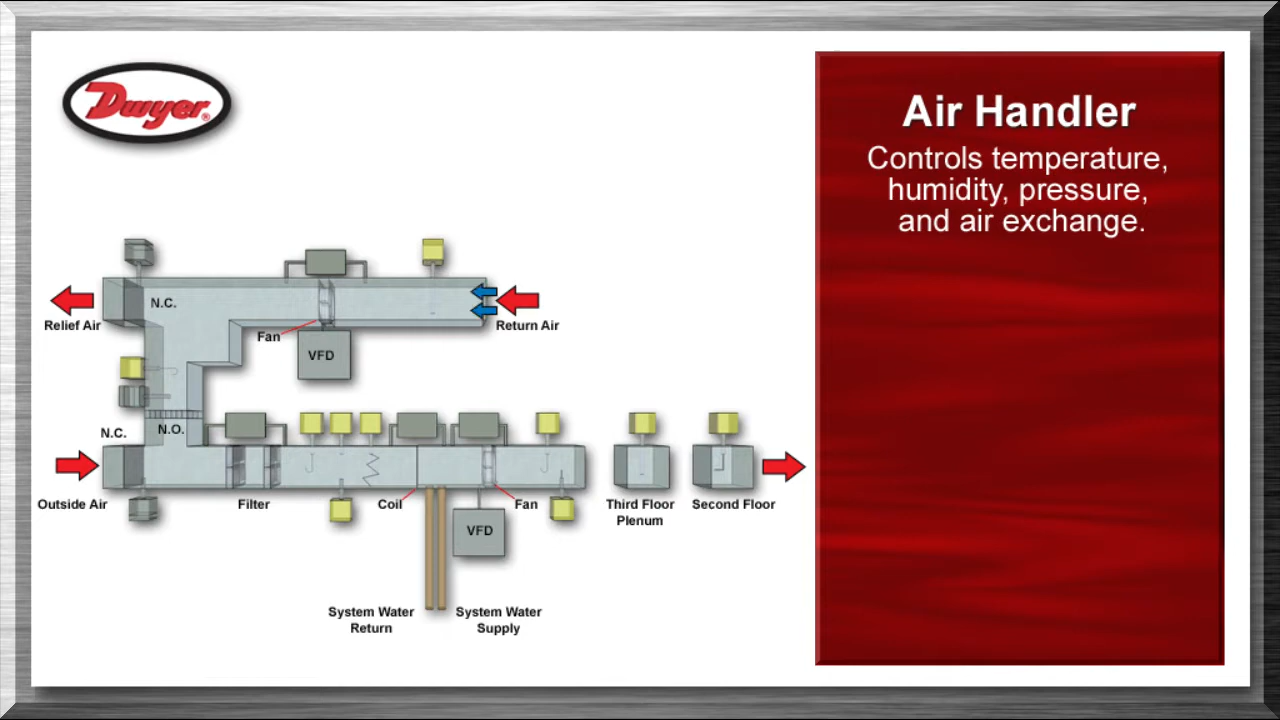 Dwyer®
Air Handler
Controls temperature,
humidity, pressure,
and air exchange.
N.C.
Relief Air
Fan
VFD
Return Air
N.C.
N.O.
Outside Air
Filter
Coil
Fan
VFD
Third Floor
Plenum
Second Floor
System Water
Return
System Water
Supply